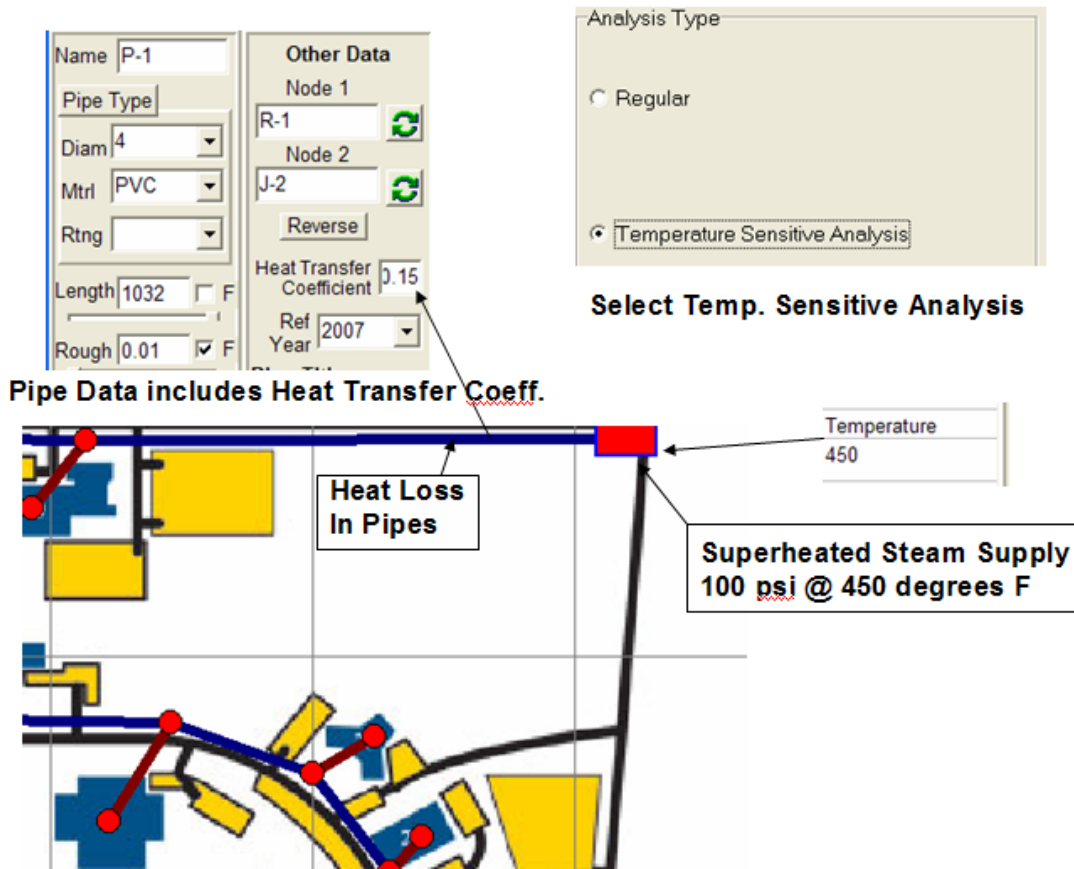 Name P-1
Pipe Type
Diam 4
Mtrl PVC
Rtng
Length 1032 F
Rough 0.01 F
Other Data
Node 1
R-1
Node 2
J-2
Reverse
Heat Transfer
Coefficient 0.15
Ref
Year 2007
Analysis Type
Regular
Temperature Sensitive Analysis
Select Temp. Sensitive Analysis
Pipe Data includes Heat Transfer Coeff.
Temperature
450
Heat Loss
In Pipes
Superheated Steam Supply
100 psi @ 450 degrees F